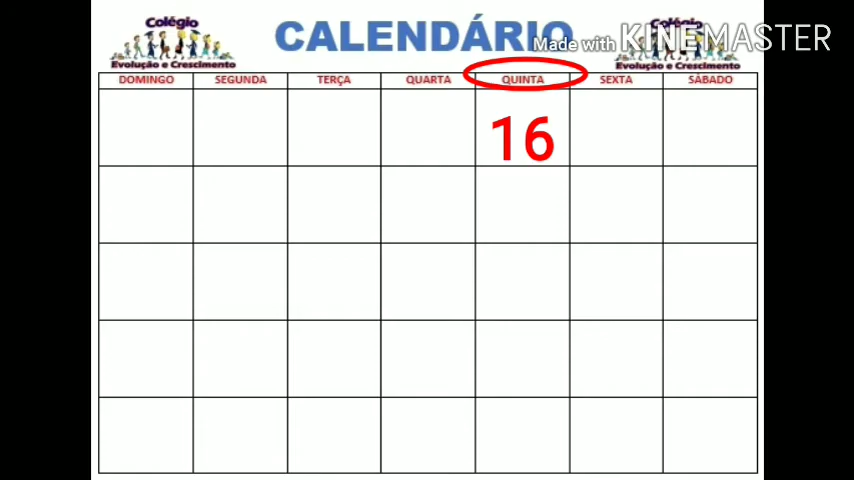 Colégio
Evolução e Crescimento
CALENDÁRIO
Made with KINEMASTER
Colégio
Evolução e Crescimento
DOMINGO SEGUNDA TERÇA QUARTA QUINTA SEXTA SÁBADO
16